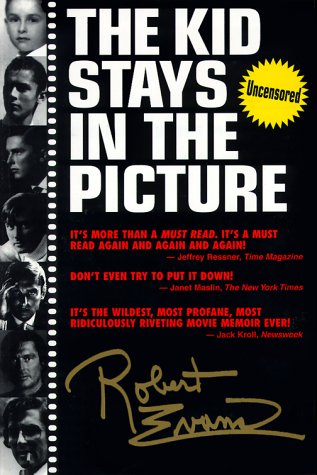 THE KID
STAYS
IN THE
PICTURE
Uncensored
IT'S MORE THAN A MUST READ. IT'S A MUST
READ AGAIN AND AGAIN AND AGAIN!
— Jeffrey Ressner, Time Magazine
DON'T EVEN TRY TO PUT IT DOWN!
— Janet Maslin, The New York Times
IT'S THE WILDEST, MOST PROFANE, MOST
RIDICULOUSLY RIVETING MOVIE MEMOIR EVER!
— Jack Kroll, Newsweek
Robert
Evans